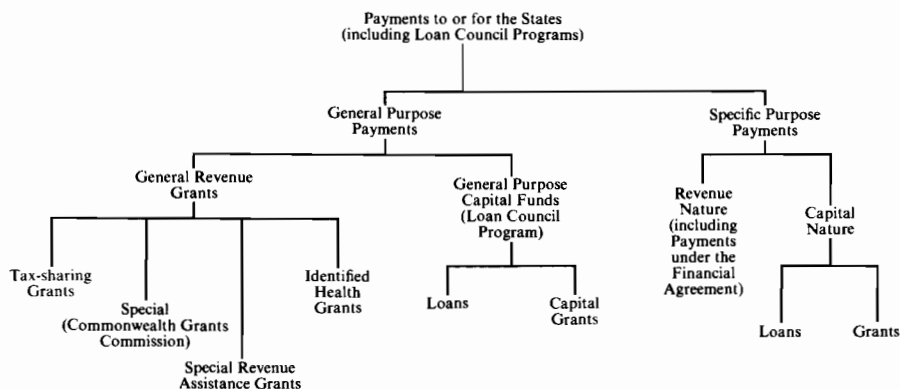 Payments to or for the States
(including Loan Council Programs)
General Purpose
Payments
Specific Purpose
Payments
General Revenue
Grants
General Purpose
Capital Funds
(Loan Council
Program)
Revenue
Nature
(including
Payments
under the
Financial
Agreement)
Capital
Nature
Tax-sharing
Grants
Special
(Commonwealth Grants
Commission)
Special Revenue
Assistance Grants
Identified
Health
Grants
Loans
Capital
Grants
Loans
Grants